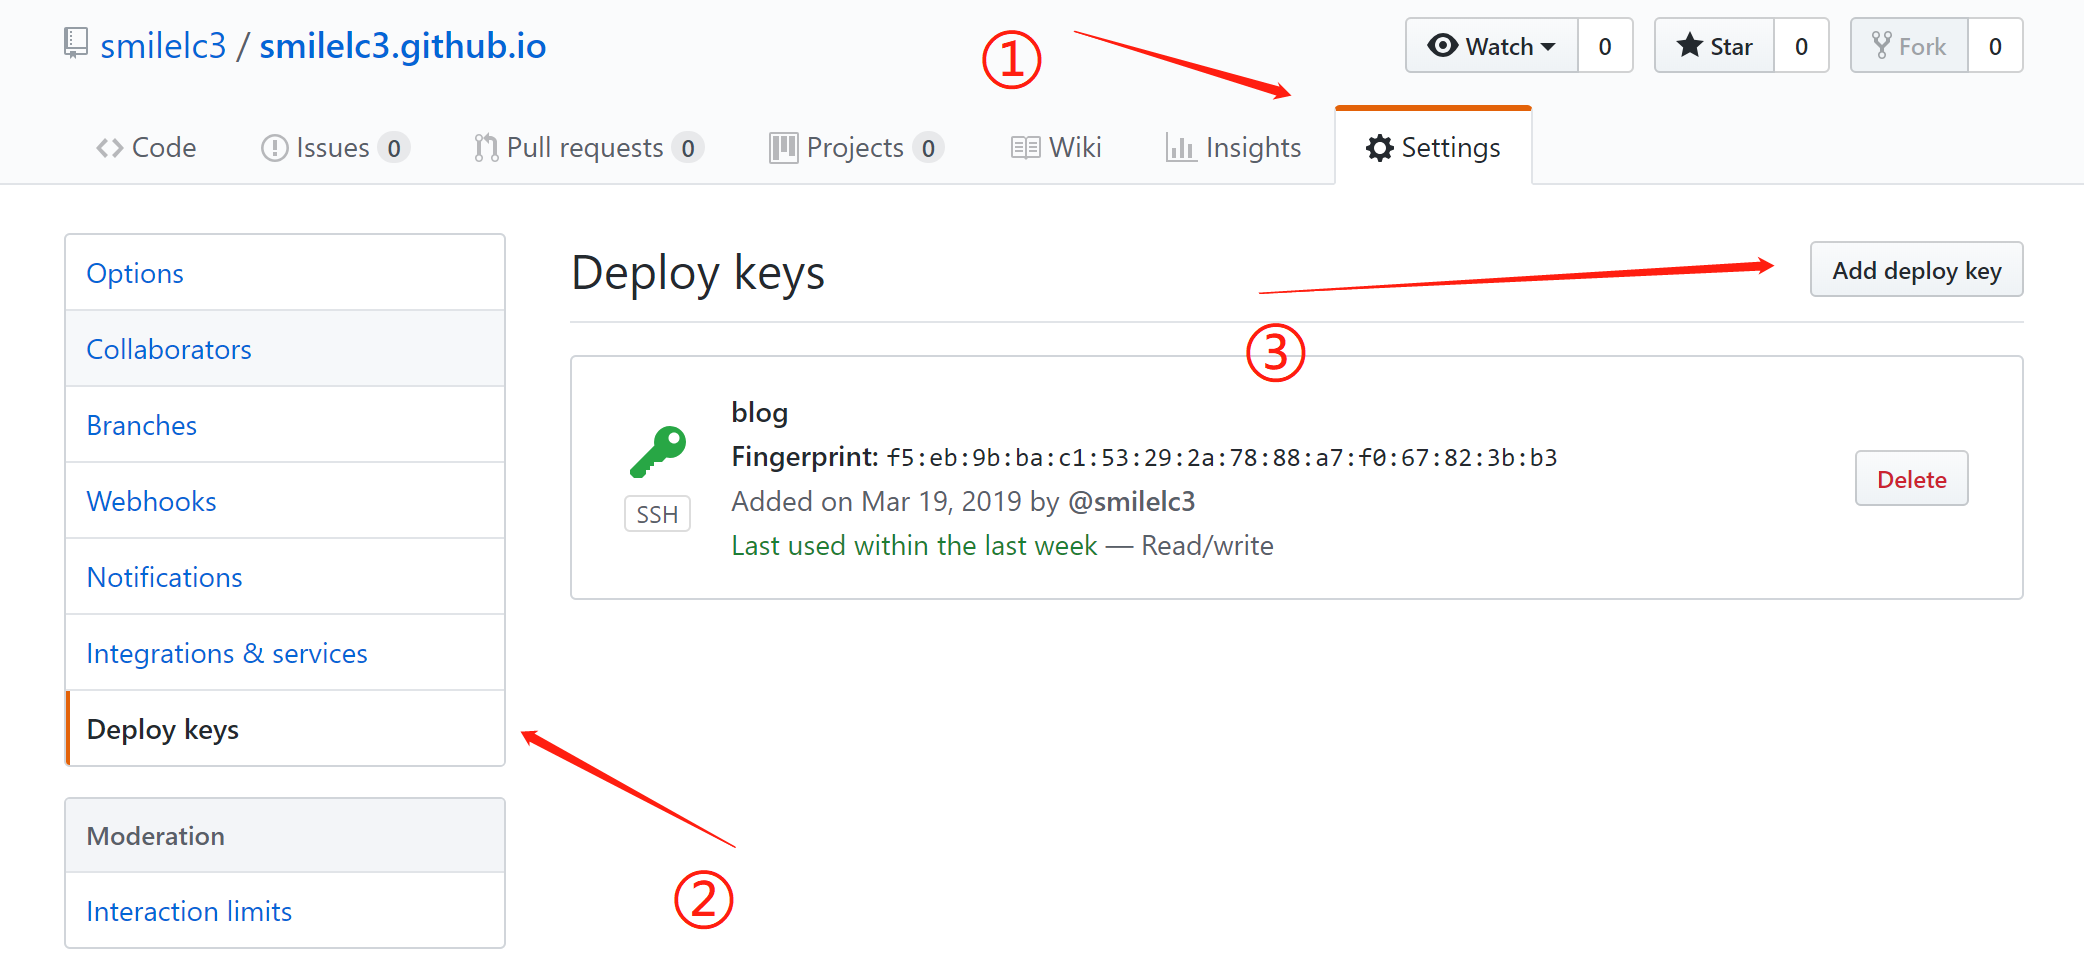 smilelc3 / smilelc3.github.io
①
Watch 0
Star 0
Fork 0
Code
Issues 0
Pull requests 0
Projects 0
Wiki
Insights
Settings
Options
Collaborators
Branches
Webhooks
Notifications
Integrations & services
Deploy keys
Moderation
Interaction limits
②
Deploy keys
Add deploy key
③
blog
Fingerprint: f5:eb:9b:ba:c1:53:29:2a:78:88:a7:f0:67:82:3b:b3
SSH
Added on Mar 19, 2019 by @smilelc3
Last used within the last week — Read/write
Delete